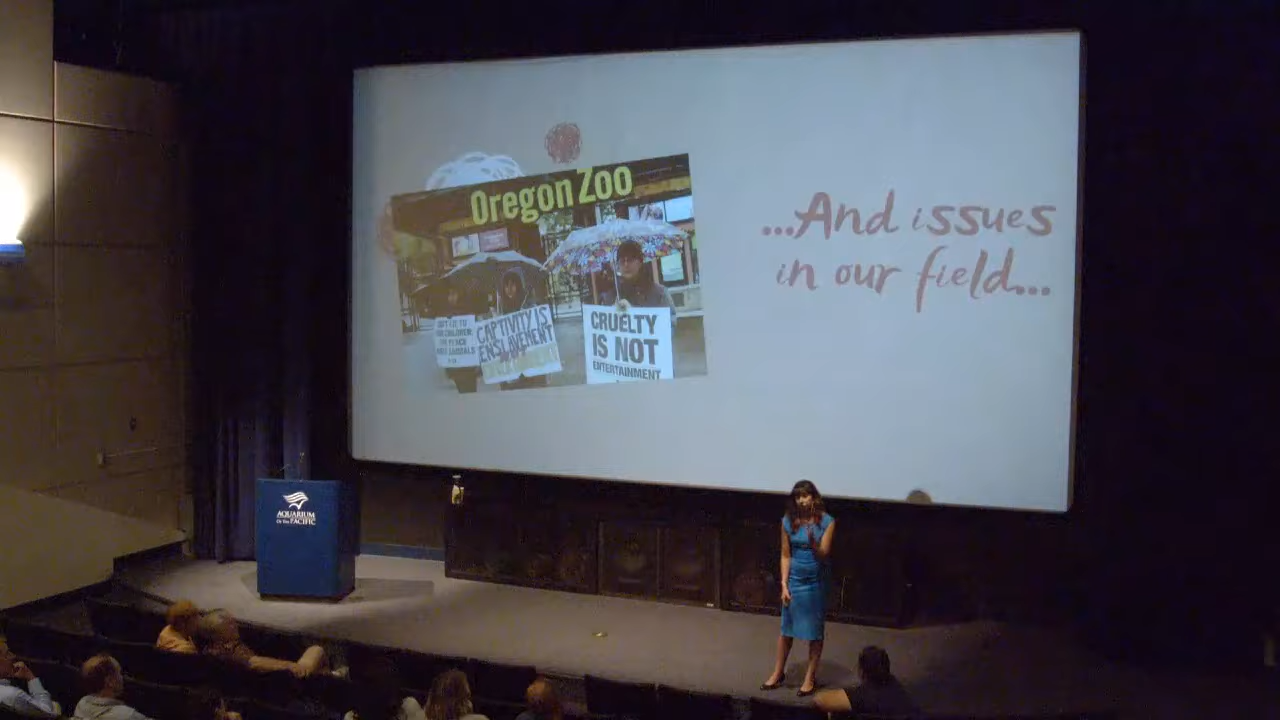 Oregon Zoo
...And issues
in our field...
CAPTIVITY IS
ENSLAVEMENT
CRUELTY
IS NOT
ENTERTAINMENT
AQUARIUM
OF THE PACIFIC